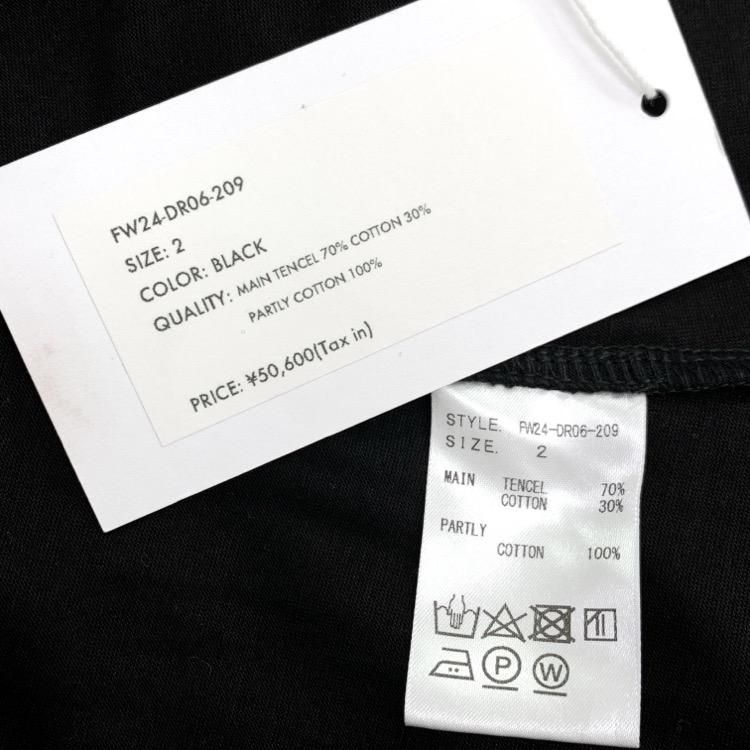 FW24-DR06-209
SIZE: 2
COLOR: BLACK
QUALITY: MAIN TENCEL 70% COTTON 30%
PARTLY COTTON 100%
PRICE: ¥50,600(Tax in)
STYLE. FW24-DR06-209
SIZE. 2
MAIN TENCEL 70%
COTTON 30%
PARTLY
COTTON 100%
P W